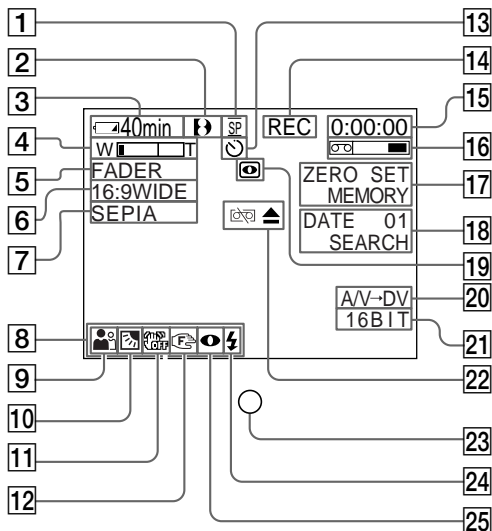 1
2
3
4
5
6
7
8
9
10
11
12
13
14
15
16
17
18
19
20
21
22
23
24
25
40min SP REC 0:00:00
W T
FADER
16:9WIDE
SEPIA
ZERO SET
MEMORY
DATE 01
SEARCH
A/V→DV
16BIT
OFF F